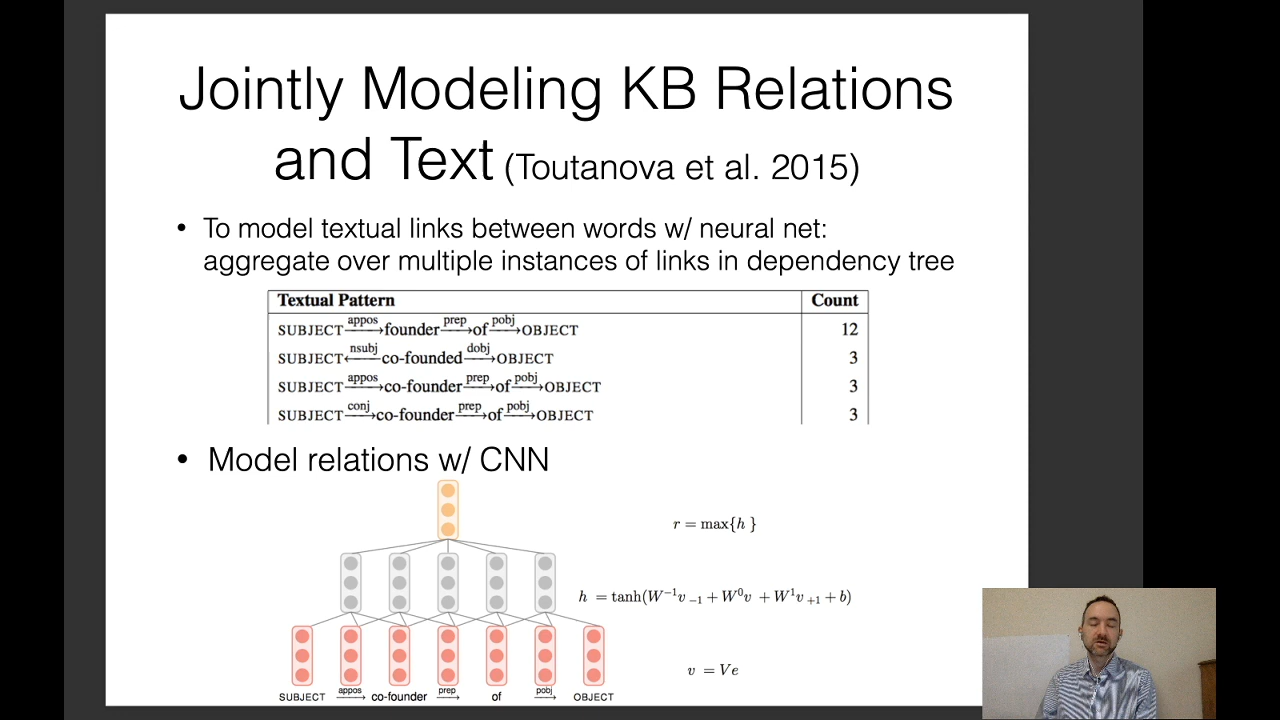 Jointly Modeling KB Relations
and Text (Toutanova et al. 2015)
• To model textual links between words w/ neural net:
aggregate over multiple instances of links in dependency tree
Textual Pattern Count
SUBJECT appos→ founder prep→ of pobj→ OBJECT 12
SUBJECT ←nsubj co-founded dobj→ OBJECT 3
SUBJECT appos→ co-founder prep→ of pobj→ OBJECT 3
SUBJECT conj→ co-founder prep→ of pobj→ OBJECT 3
• Model relations w/ CNN
r = max{h }
h = tanh(W⁻¹v ₋₁ + W⁰v + W¹v ₊₁ + b)
v = Ve
SUBJECT appos→ co-founder prep→ of pobj→ OBJECT